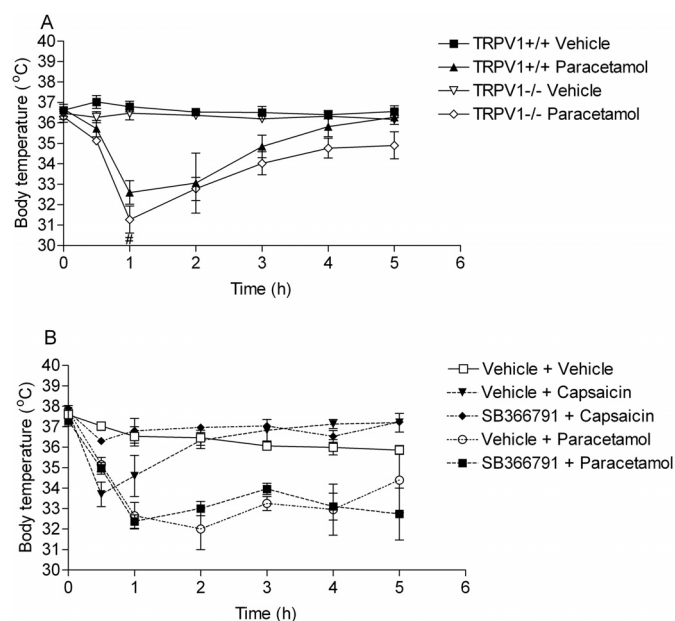 A
40
39
38
37
36
35
34
33
32
31
30
Body temperature (°C)
0 1 2 3 4 5 6
Time (h)
#
TRPV1+/+ Vehicle
TRPV1+/+ Paracetamol
TRPV1-/- Vehicle
TRPV1-/- Paracetamol
B
40
39
38
37
36
35
34
33
32
31
30
Body temperature (°C)
0 1 2 3 4 5 6
Time (h)
Vehicle + Vehicle
Vehicle + Capsaicin
SB366791 + Capsaicin
Vehicle + Paracetamol
SB366791 + Paracetamol